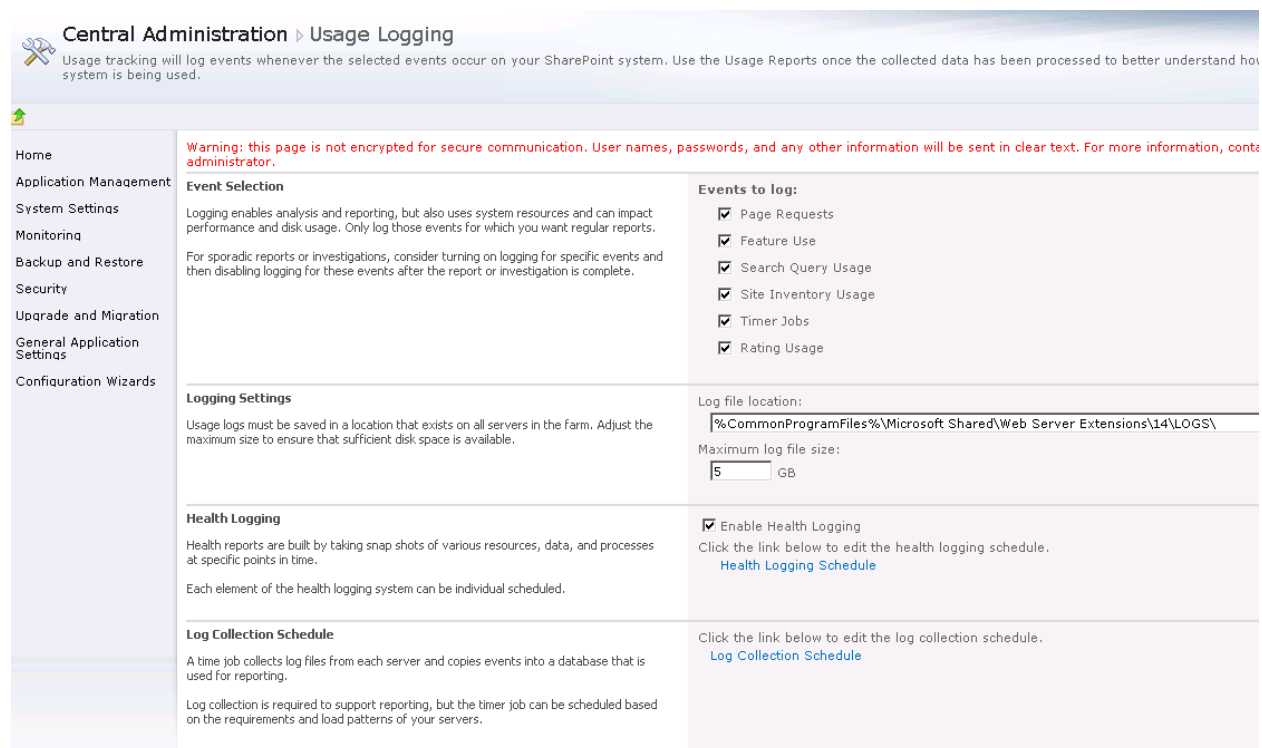 Central Administration ▷ Usage Logging
Usage tracking will log events whenever the selected events occur on your SharePoint system. Use the Usage Reports once the collected data has been processed to better understand
system is being used.
Home
Application Management
System Settings
Monitoring
Backup and Restore
Security
Upgrade and Migration
General Application
Settings
Configuration Wizards
Warning: this page is not encrypted for secure communication. User names, passwords, and any other information will be sent in clear text. For more information,
administrator.
Event Selection
Logging enables analysis and reporting, but also uses system resources and can impact
performance and disk usage. Only log those events for which you want regular reports.
For sporadic reports or investigations, consider turning on logging for specific events and
then disabling logging for these events after the report or investigation is complete.
Events to log:
Page Requests
Feature Use
Search Query Usage
Site Inventory Usage
Timer Jobs
Rating Usage
Logging Settings
Usage logs must be saved in a location that exists on all servers in the farm. Adjust the
maximum size to ensure that sufficient disk space is available.
Log file location:
%CommonProgramFiles%\Microsoft Shared\Web Server Extensions\14\LOGS\
Maximum log file size:
5 GB
Health Logging
Health reports are built by taking snap shots of various resources, data, and processes
at specific points in time.
Each element of the health logging system can be individual scheduled.
Enable Health Logging
Click the link below to edit the health logging schedule.
Health Logging Schedule
Log Collection Schedule
A time job collects log files from each server and copies events into a database that is
used for reporting.
Log collection is required to support reporting, but the timer job can be scheduled based
on the requirements and load patterns of your servers.
Click the link below to edit the log collection schedule.
Log Collection Schedule